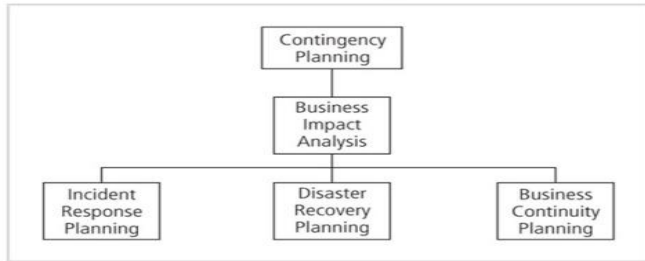 Contingency
Planning
Business
Impact
Analysis
Incident
Response
Planning
Disaster
Recovery
Planning
Business
Continuity
Planning